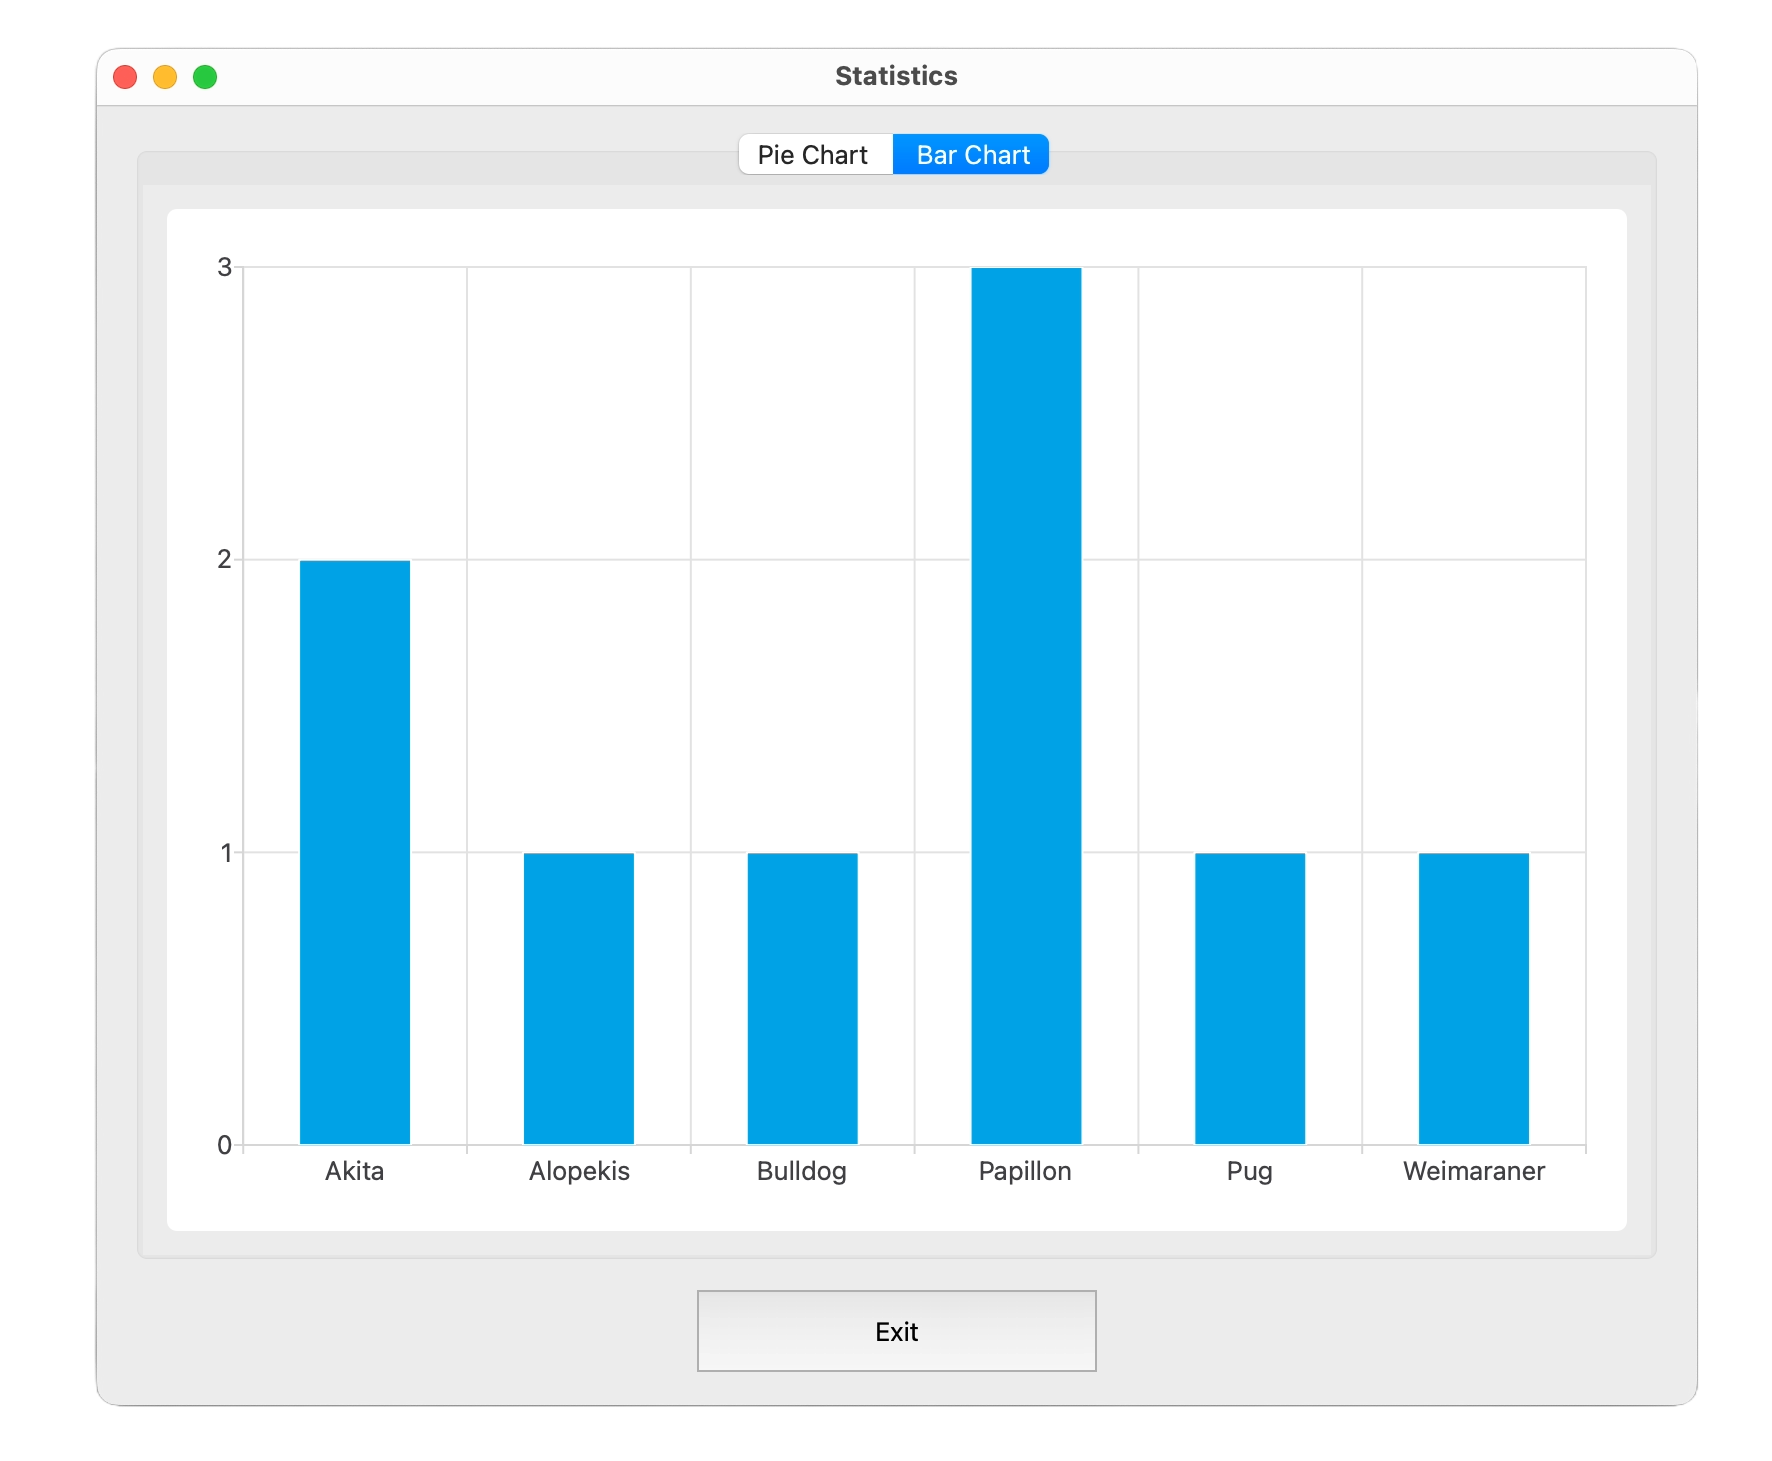 Statistics
Pie Chart
Bar Chart
3
2
1
0
Akita
Alopekis
Bulldog
Papillon
Pug
Weimaraner
Exit